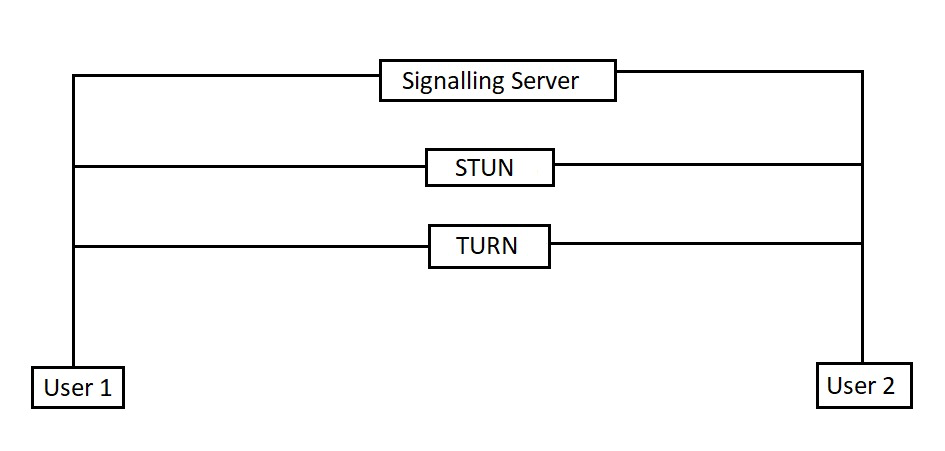 Signalling Server
STUN
TURN
User 1
User 2